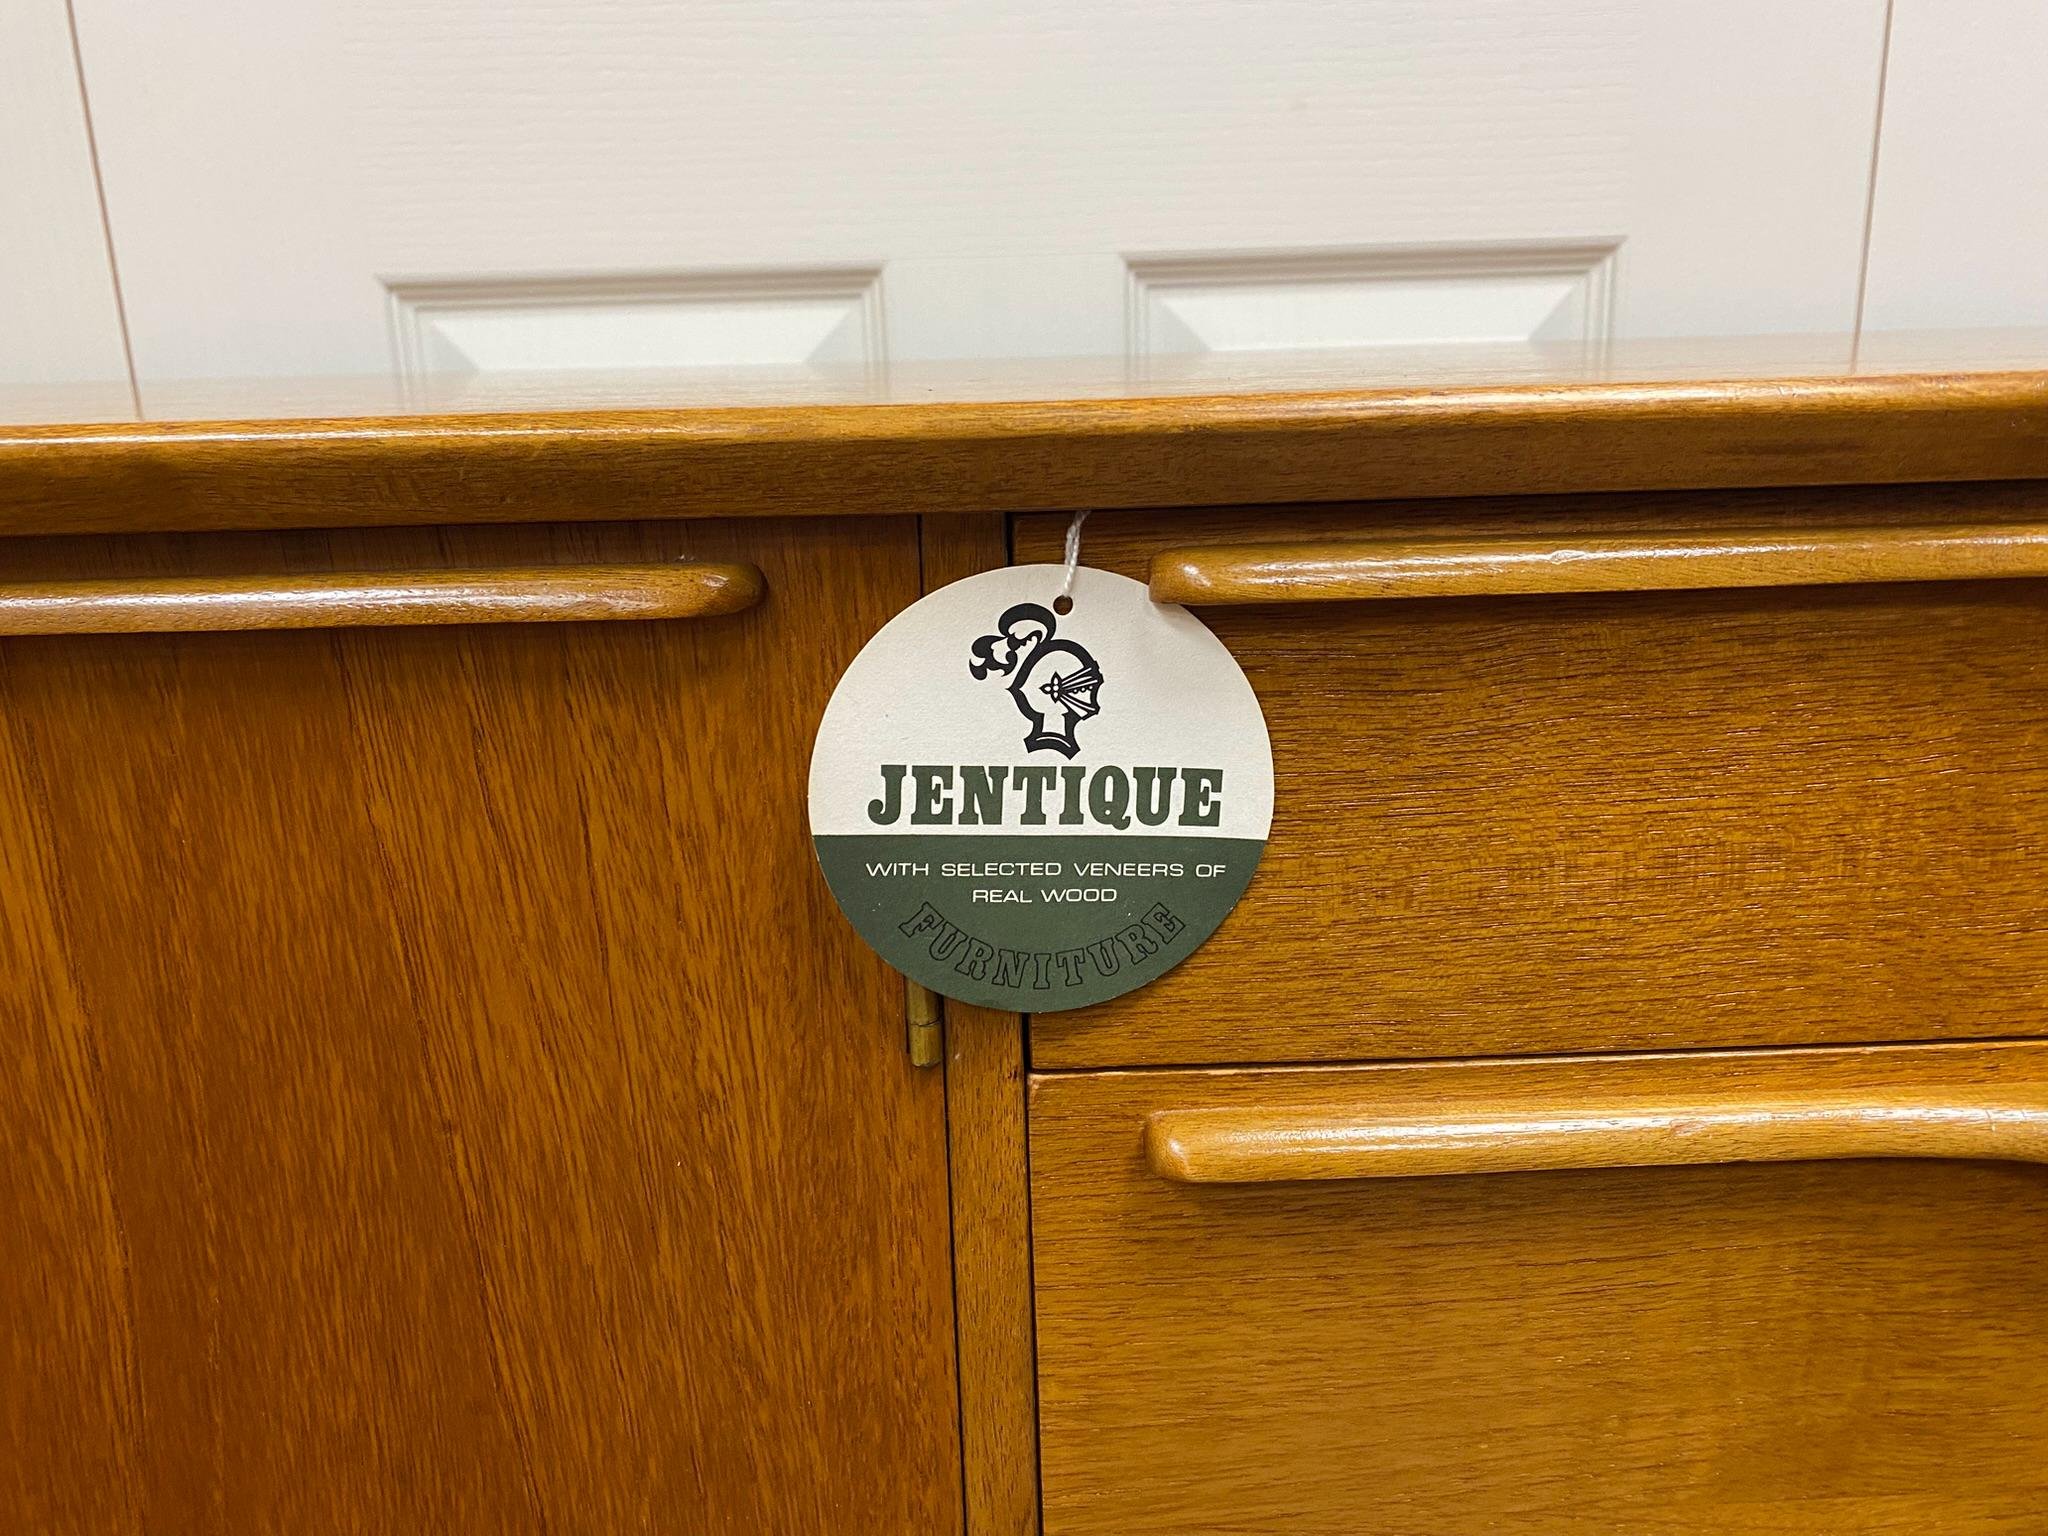 JENTIQUE
WITH SELECTED VENEERS OF
REAL WOOD
FURNITURE